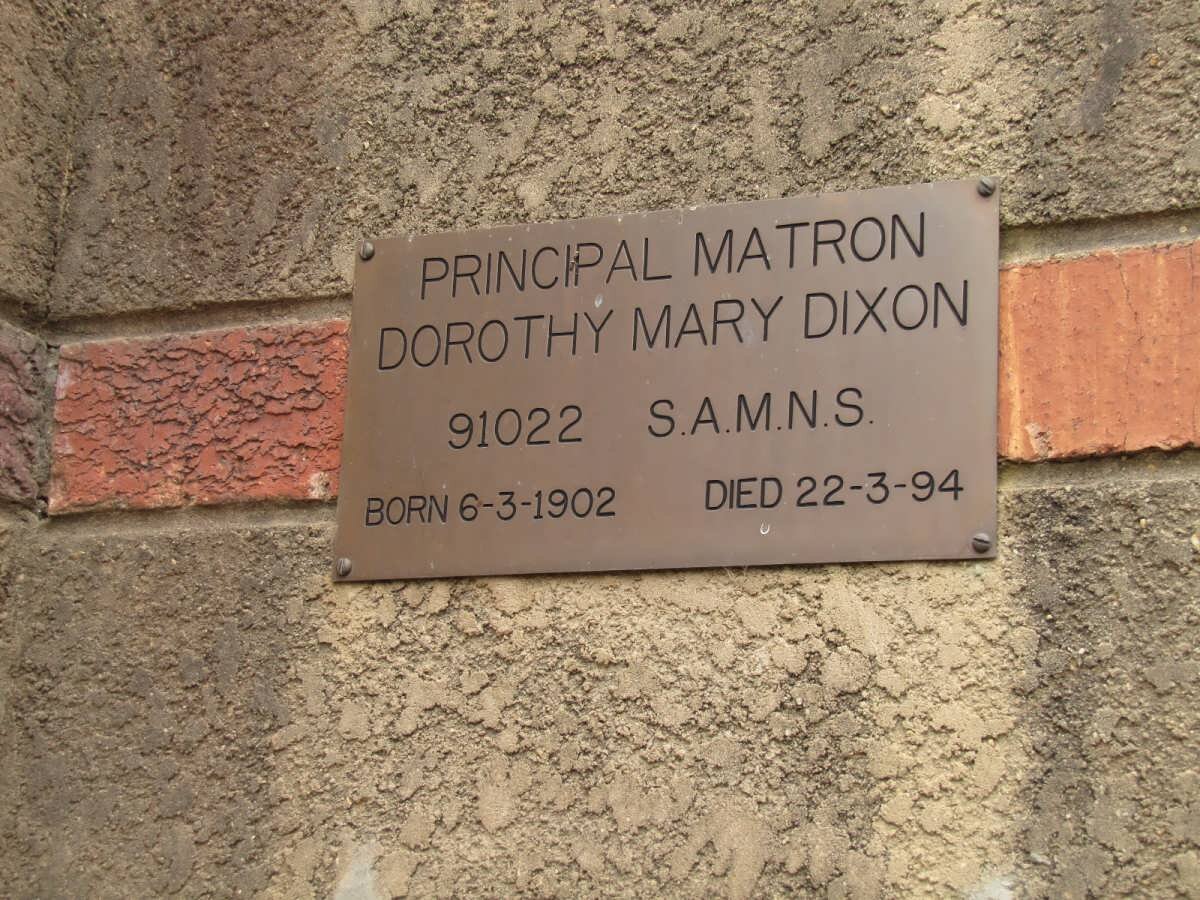 PRINCIPAL MATRON
DOROTHY MARY DIXON
91022 S.A.M.N.S.
BORN 6-3-1902 DIED 22-3-94